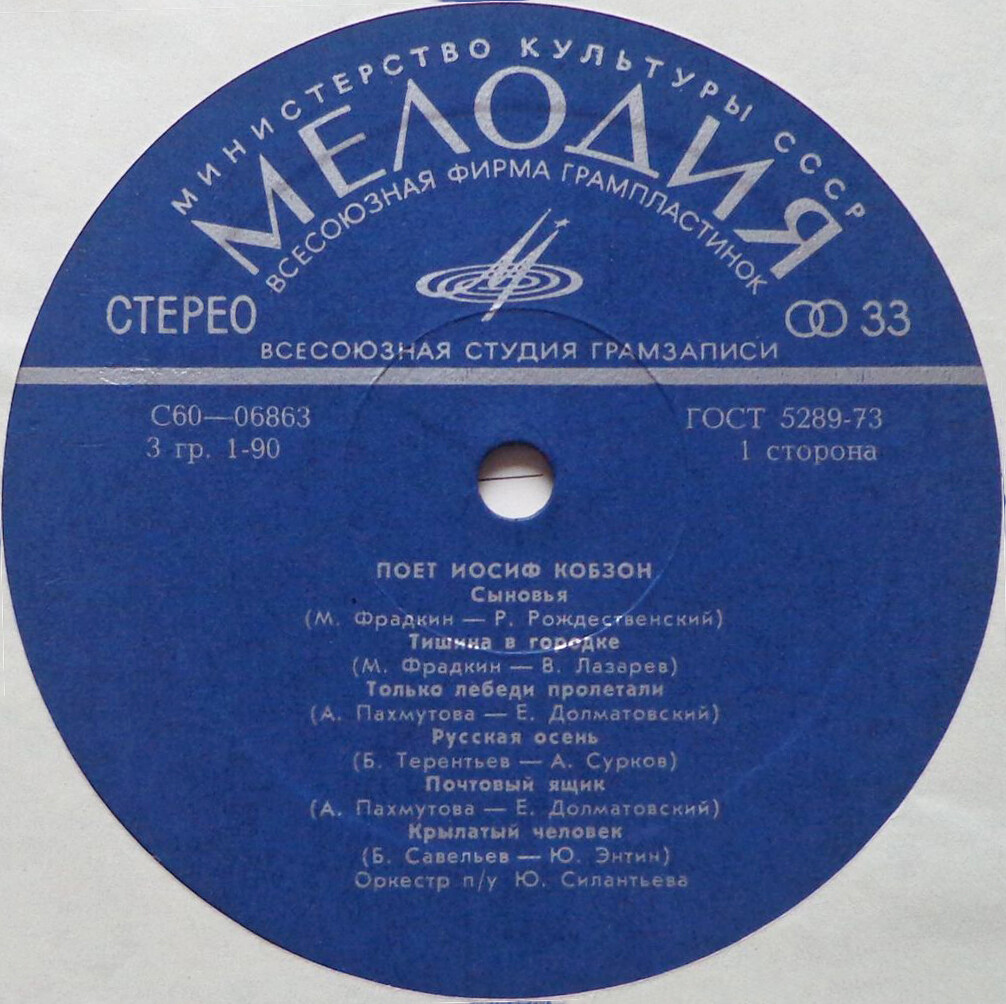 МИНИСТЕРСТВО КУЛЬТУРЫ СССР
МЕЛОДИЯ
ВСЕСОЮЗНАЯ ФИРМА ГРАМПЛАСТИНОК
СТЕРЕО
33
ВСЕСОЮЗНАЯ СТУДИЯ ГРАМЗАПИСИ
С60—06863
ГОСТ 5289-73
3 гр. 1-90
1 сторона
ПОЕТ ИОСИФ КОБЗОН
Сыновья
(М. Фрадкин — Р. Рождественский)
Тишина в городке
(М. Фрадкин — В. Лазарев)
Только лебеди пролетали
(А. Пахмутова — Е. Долматовский)
Русская осень
(Б. Терентьев — А. Сурков)
Почтовый ящик
(А. Пахмутова — Е. Долматовский)
Крылатый человек
(Б. Савельев — Ю. Энтин)
Оркестр п/у Ю. Силантьева